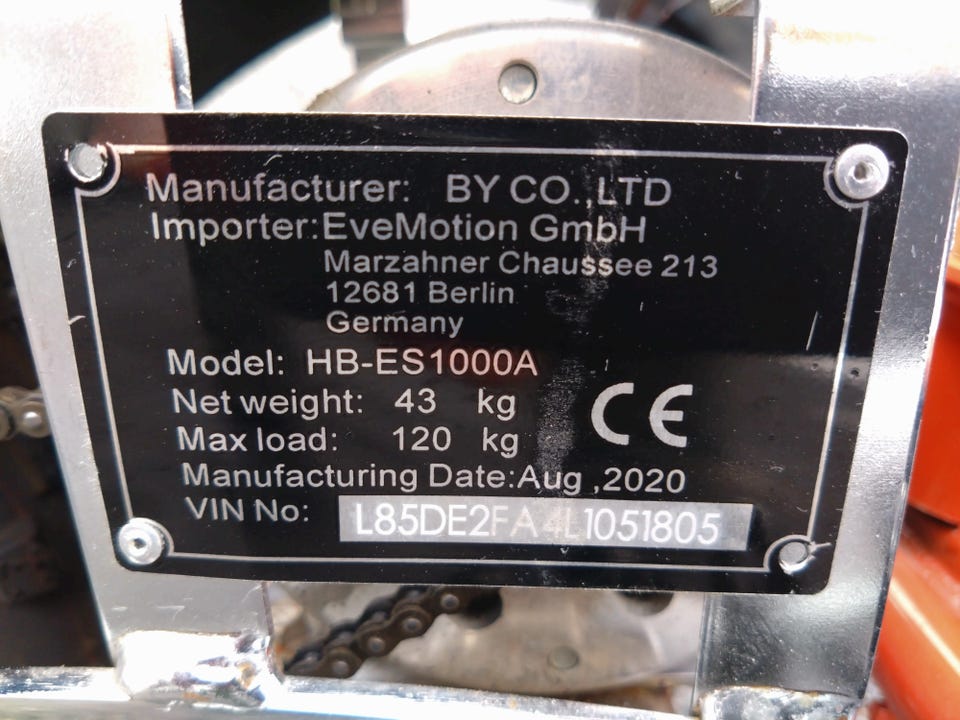 Manufacturer: BY CO.,LTD
Importer:EveMotion GmbH
Marzahner Chaussee 213
12681 Berlin
Germany
Model: HB-ES1000A
Net weight: 43 kg
Max load: 120 kg
CE
Manufacturing Date:Aug ,2020
VIN No: L85DE2FA4L1051805